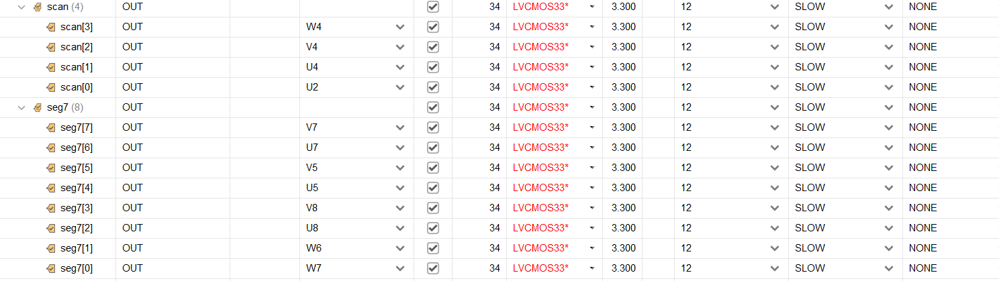 scan (4) OUT 34 LVCMOS33* 3.300 12 SLOW NONE
scan[3] OUT W4 34 LVCMOS33* 3.300 12 SLOW NONE
scan[2] OUT V4 34 LVCMOS33* 3.300 12 SLOW NONE
scan[1] OUT U4 34 LVCMOS33* 3.300 12 SLOW NONE
scan[0] OUT U2 34 LVCMOS33* 3.300 12 SLOW NONE
seg7 (8) OUT 34 LVCMOS33* 3.300 12 SLOW NONE
seg7[7] OUT V7 34 LVCMOS33* 3.300 12 SLOW NONE
seg7[6] OUT U7 34 LVCMOS33* 3.300 12 SLOW NONE
seg7[5] OUT V5 34 LVCMOS33* 3.300 12 SLOW NONE
seg7[4] OUT U5 34 LVCMOS33* 3.300 12 SLOW NONE
seg7[3] OUT V8 34 LVCMOS33* 3.300 12 SLOW NONE
seg7[2] OUT U8 34 LVCMOS33* 3.300 12 SLOW NONE
seg7[1] OUT W6 34 LVCMOS33* 3.300 12 SLOW NONE
seg7[0] OUT W7 34 LVCMOS33* 3.300 12 SLOW NONE